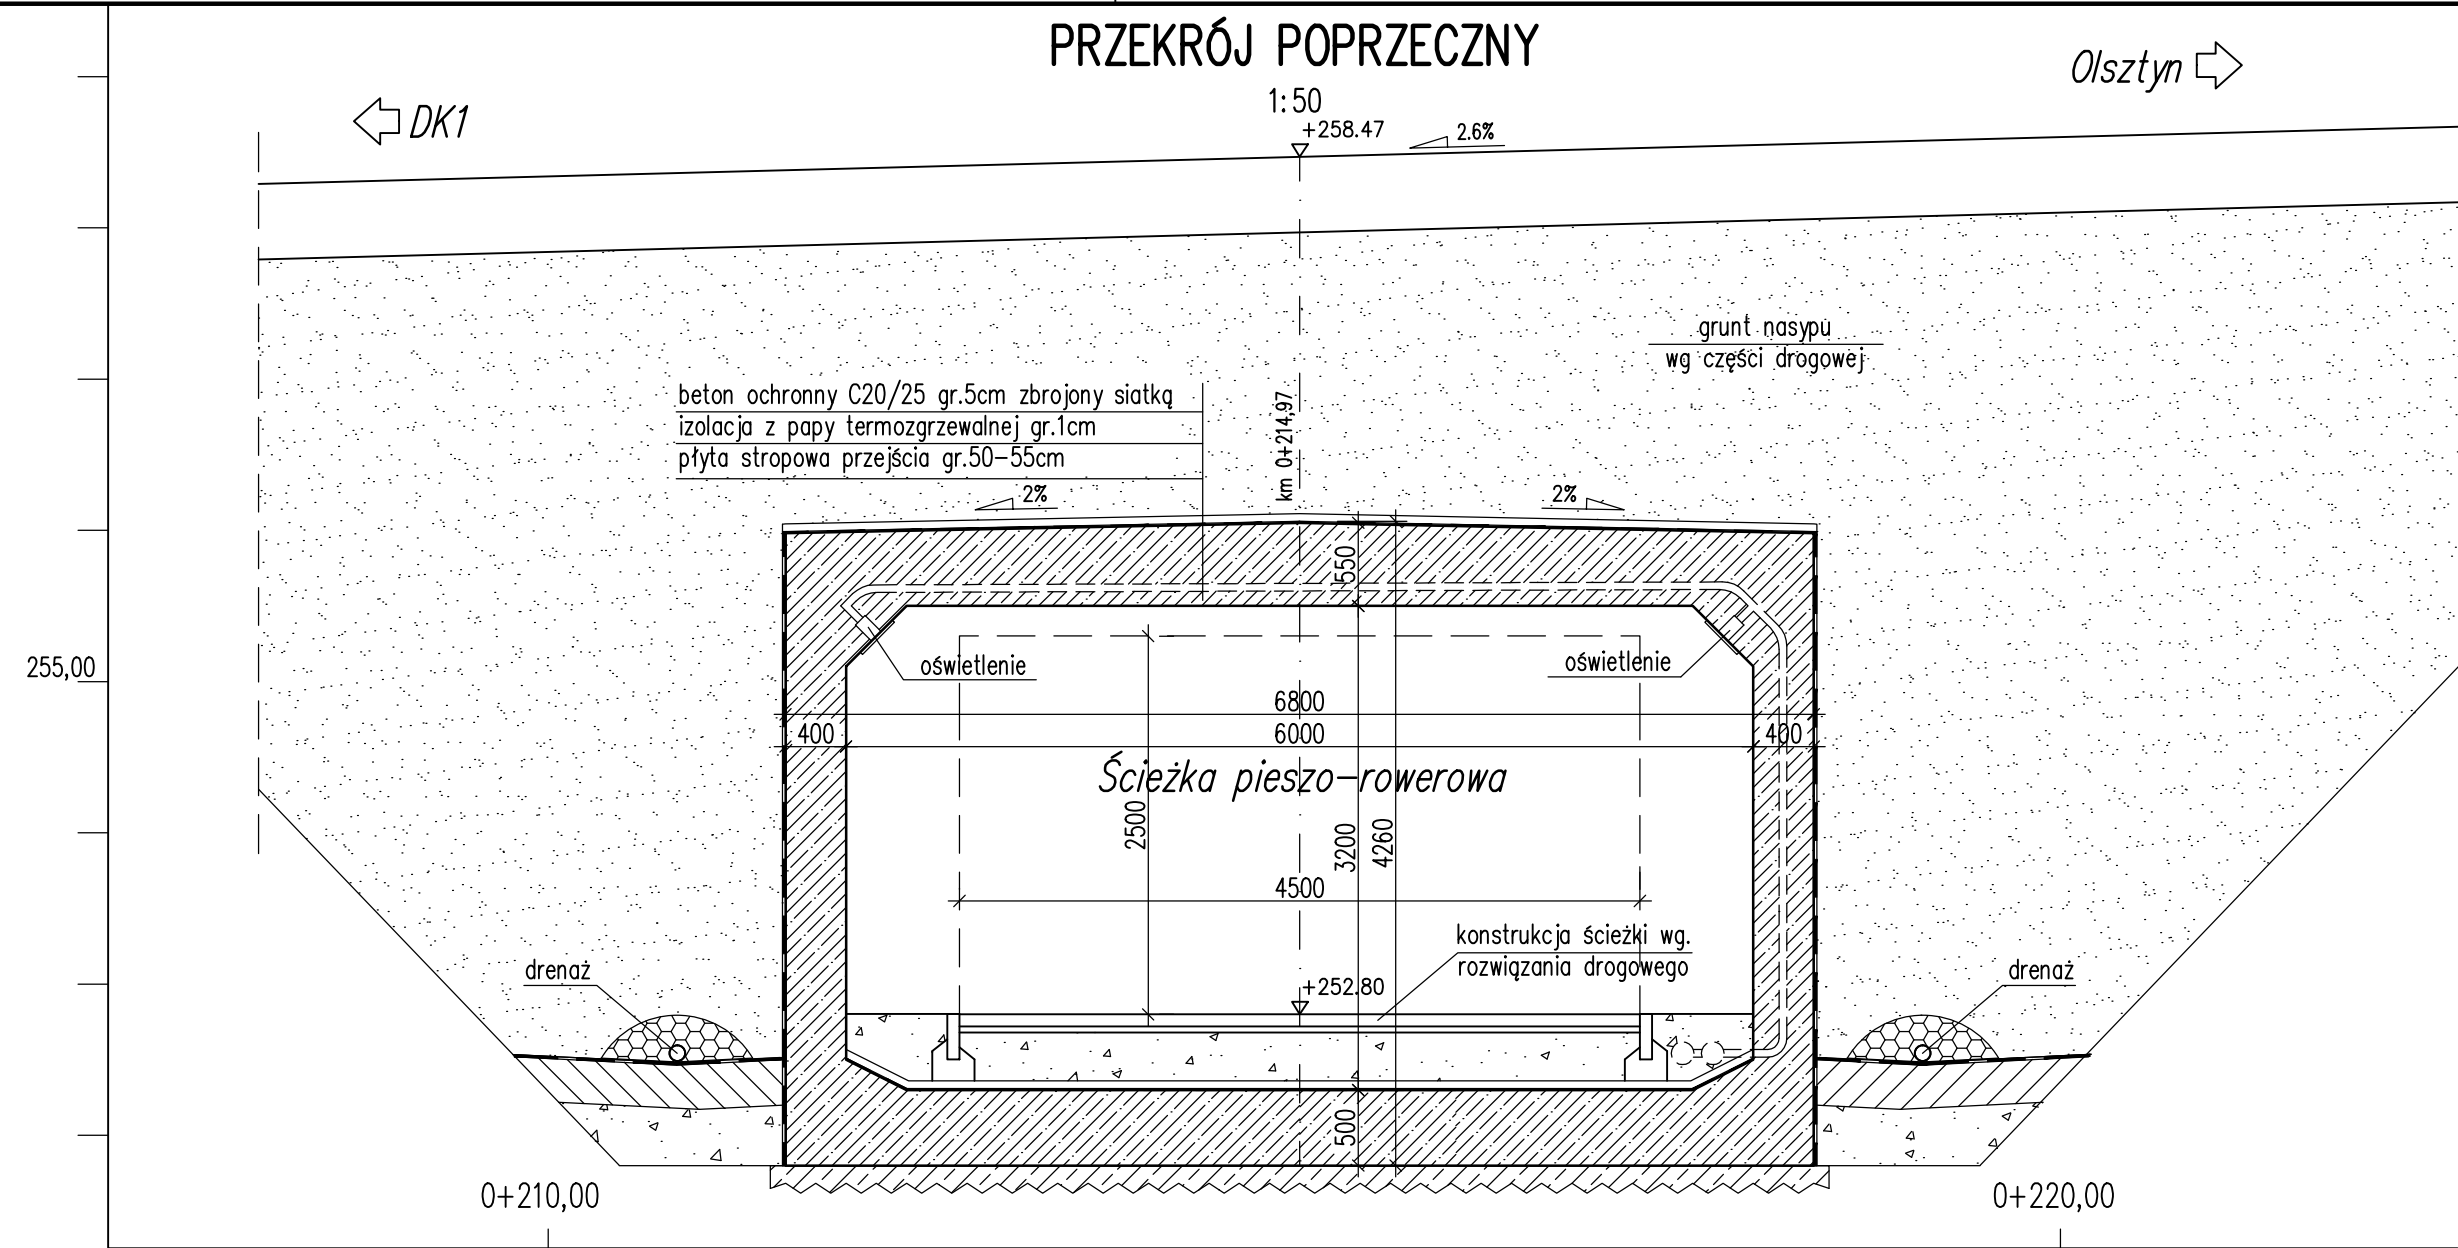 PRZEKRÓJ POPRZECZNY
1:50
DK1
Olsztyn
+258.47
2.6%
grunt nasypu
wg części drogowej
beton ochronny C20/25 gr.5cm zbrojony siatką
izolacja z papy termozgrzewalnej gr.1cm
płyta stropowa przejścia gr.50-55cm
km 0+214,97
2%
2%
550
255,00
oświetlenie
oświetlenie
6800
400
6000
400
Ścieżka pieszo-rowerowa
2500
3200
4260
4500
konstrukcja ścieżki wg.
rozwiązania drogowego
drenaż
drenaż
+252.80
500
0+210,00
0+220,00